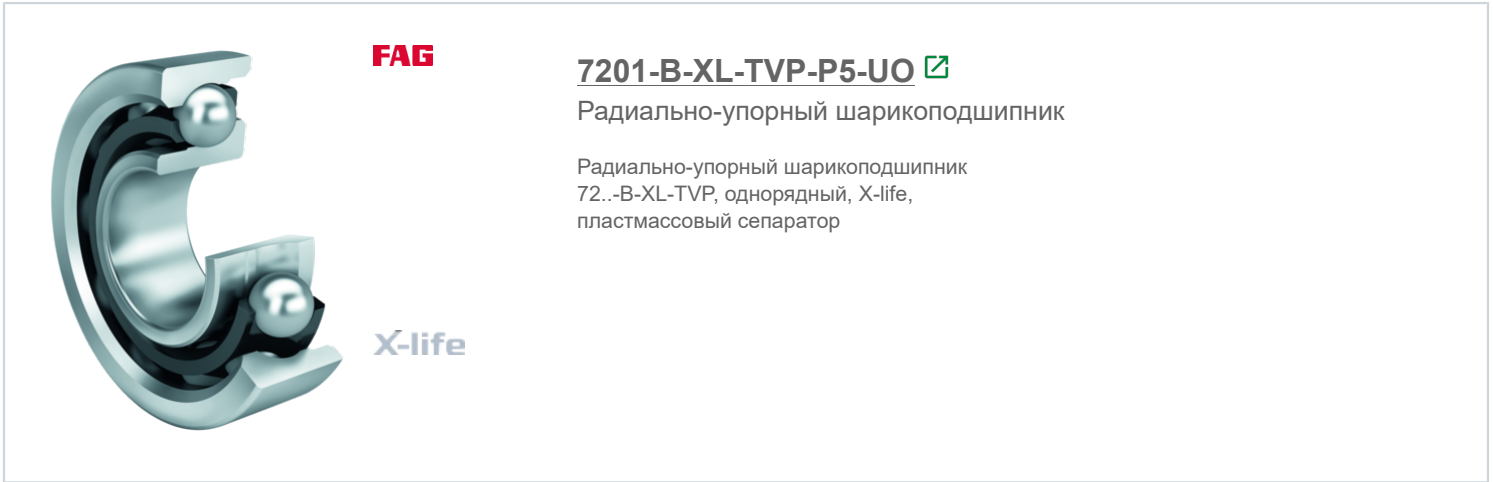 FAG
7201-B-XL-TVP-P5-UO
Радиально-упорный шарикоподшипник
Радиально-упорный шарикоподшипник
72..-B-XL-TVP, однорядный, X-life,
пластмассовый сепаратор
X-life